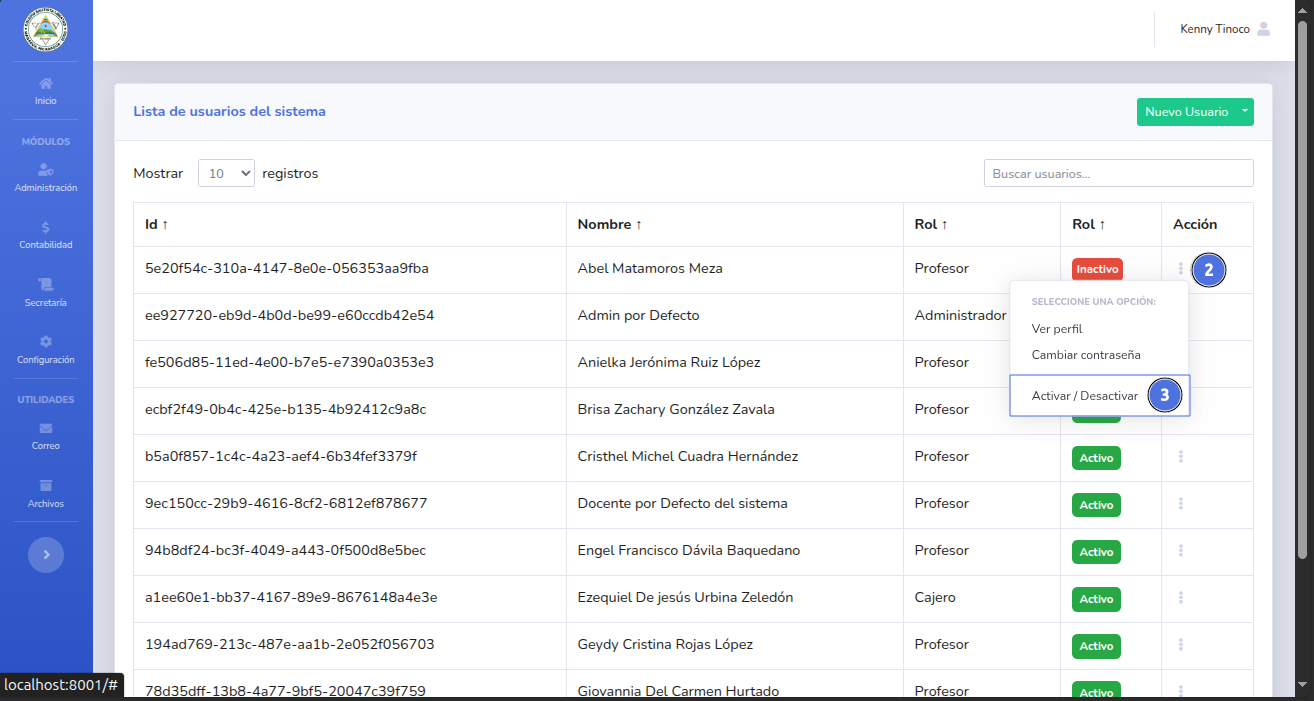 Kenny Tinoco
Inicio
MÓDULOS
Administración
Contabilidad
Secretaría
Configuración
UTILIDADES
Correo
Archivos
Lista de usuarios del sistema
Nuevo Usuario
Mostrar 10 registros
Buscar usuarios...
Id ↑ Nombre ↑ Rol ↑ Rol ↑ Acción
5e20f54c-310a-4147-8e0e-056353aa9fba Abel Matamoros Meza Profesor Inactivo 2
SELECCIONE UNA OPCIÓN:
ee927720-eb9d-4b0d-be99-e60ccdb42e54 Admin por Defecto Administrador
Ver perfil
Cambiar contraseña
fe506d85-11ed-4e00-b7e5-e7390a0353e3 Anielka Jerónima Ruiz López Profesor
Activar / Desactivar 3
ecbf2f49-0b4c-425e-b135-4b92412c9a8c Brisa Zachary González Zavala Profesor
b5a0f857-1c4c-4a23-aef4-6b34fef3379f Cristhel Michel Cuadra Hernández Profesor Activo
9ec150cc-29b9-4616-8cf2-6812ef878677 Docente por Defecto del sistema Profesor Activo
94b8df24-bc3f-4049-a443-0f500d8e5bec Engel Francisco Dávila Baquedano Profesor Activo
a1ee60e1-bb37-4167-89e9-8676148a4e3e Ezequiel De jesús Urbina Zeledón Cajero Activo
194ad769-213c-487e-aa1b-2e052f056703 Geydy Cristina Rojas López Profesor Activo
78d35dff-13b8-4a77-9bf5-20047c39f759 Giovannia Del Carmen Hurtado Profesor Activo
localhost:8001/#